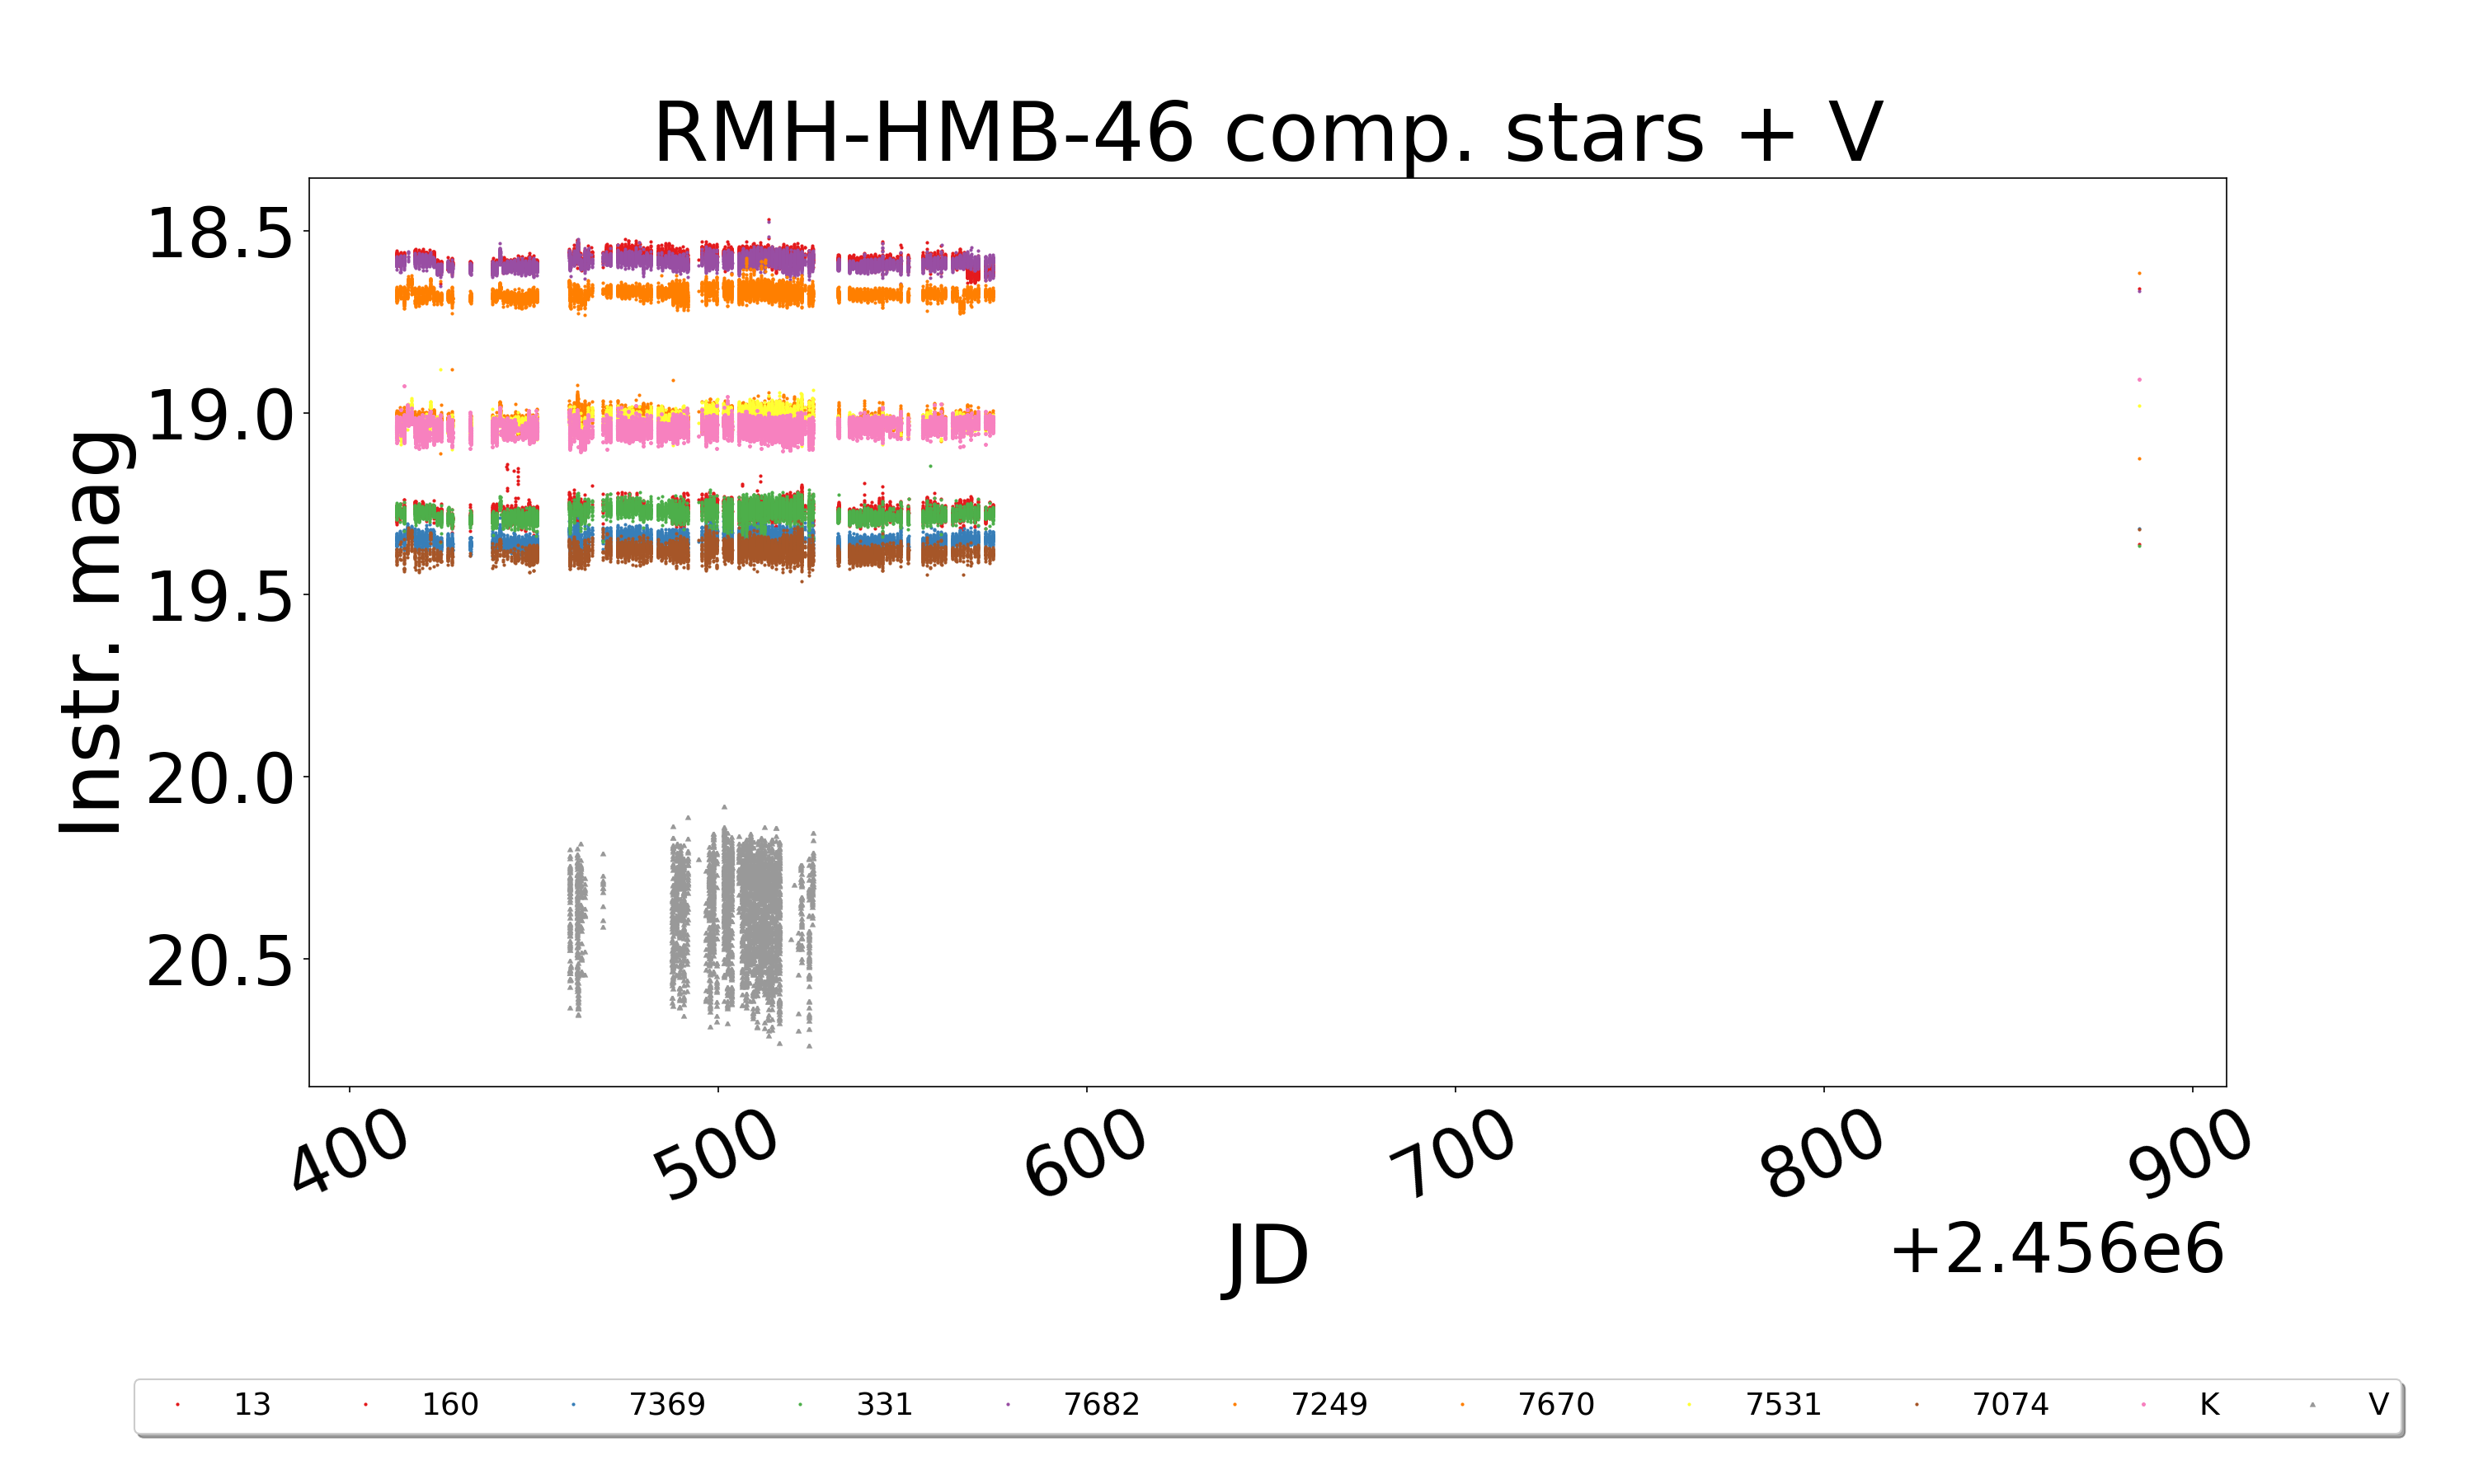 RMH-HMB-46 comp. stars + V
Instr. mag
18.5
19.0
19.5
20.0
20.5
400 500 600 700 800 900
JD
+2.456e6
13 160 7369 331 7682 7249 7670 7531 7074 K V